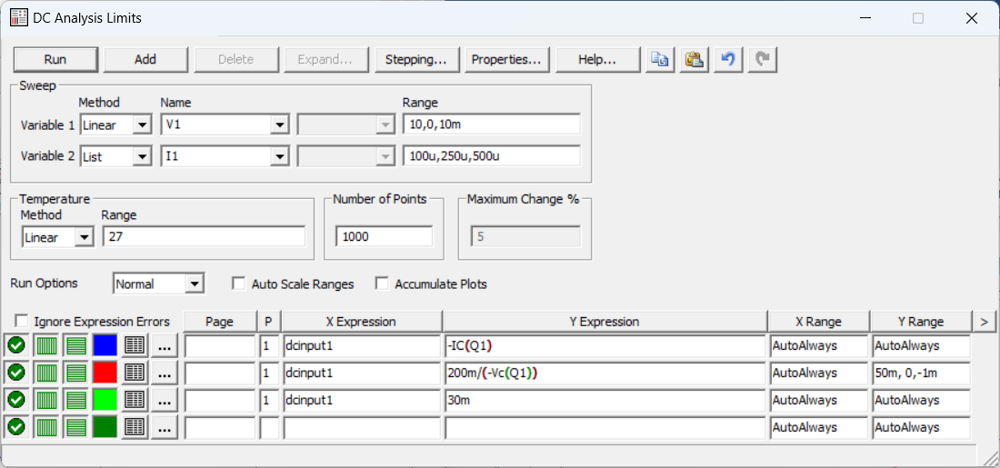 DC Analysis Limits
Run Add Delete Expand... Stepping... Properties... Help...
Sweep
Method Name Range
Variable 1 Linear V1 10,0,10m
Variable 2 List I1 100u,250u,500u
Temperature Number of Points Maximum Change %
Method Range
Linear 27 1000 5
Run Options Normal Auto Scale Ranges Accumulate Plots
Ignore Expression Errors Page P X Expression Y Expression X Range Y Range >
... 1 dcinput1 -IC(Q1) AutoAlways AutoAlways
... 1 dcinput1 200m/(-Vc(Q1)) AutoAlways 50m, 0,-1m
... 1 dcinput1 30m AutoAlways AutoAlways
... AutoAlways AutoAlways